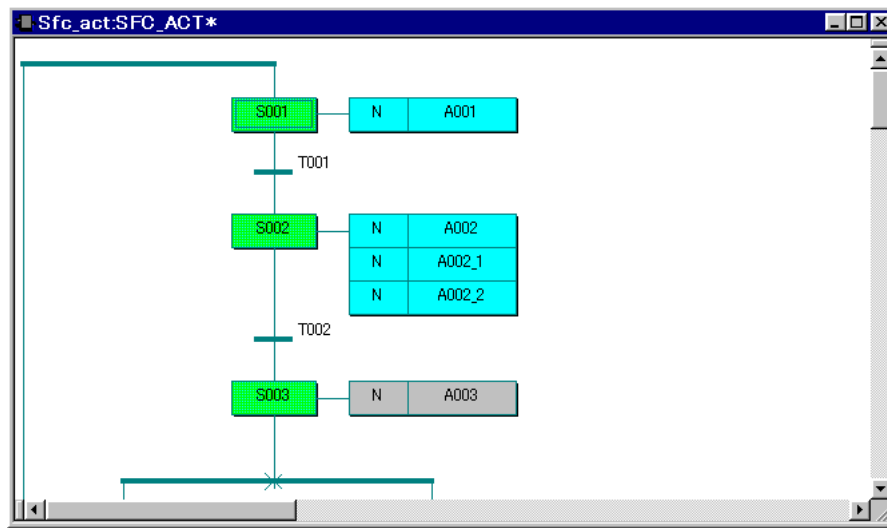 Sfc_act:SFC_ACT*
S001 N A001
T001
S002 N A002
N A002_1
N A002_2
T002
S003 N A003